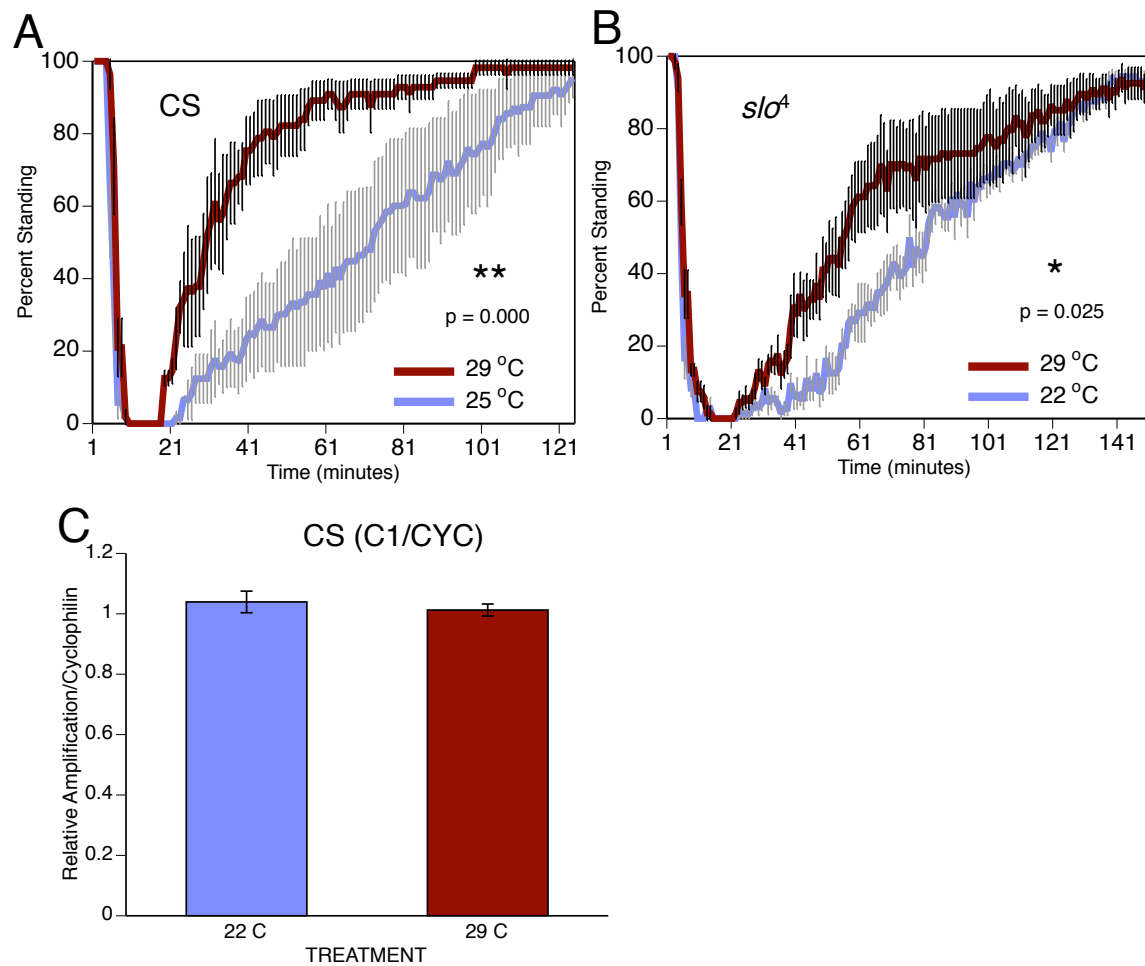 A
CS
Percent Standing
100
80
60
40
20
0
**
p = 0.000
29 °C
25 °C
1 21 41 61 81 101 121
Time (minutes)
B
slo⁴
Percent Standing
100
80
60
40
20
0
*
p = 0.025
29 °C
22 °C
1 21 41 61 81 101 121 141
Time (minutes)
C
CS (C1/CYC)
Relative Amplification/Cyclophilin
1.2
1
0.8
0.6
0.4
0.2
0
22 C 29 C
TREATMENT